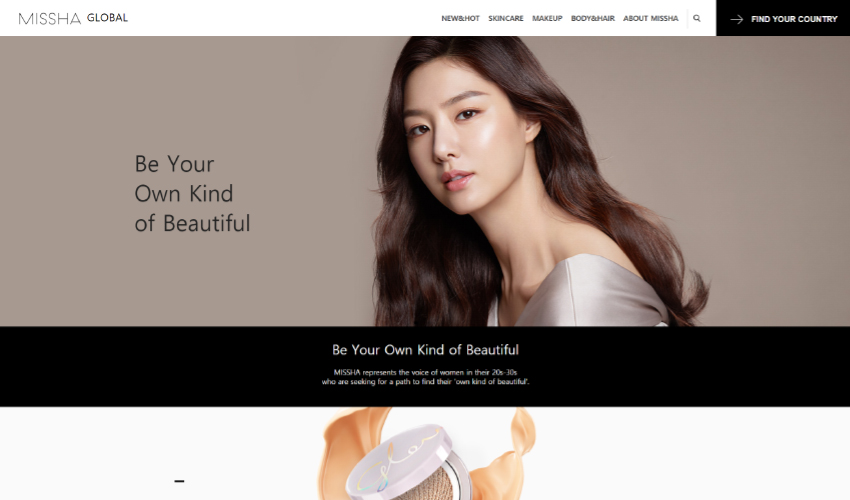 MISSHA GLOBAL
NEW&HOT SKINCARE MAKEUP BODY&HAIR ABOUT MISSHA
FIND YOUR COUNTRY
Be Your
Own Kind
of Beautiful
Be Your Own Kind of Beautiful
MISSHA represents the voice of women in their 20s-30s
who are seeking for a path to find their 'own kind of beautiful'.
Glow